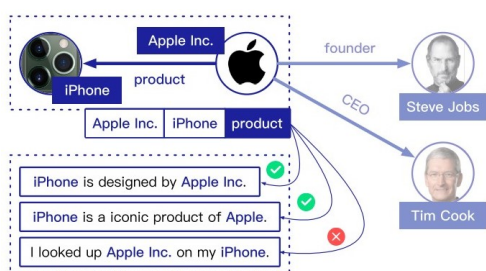 Apple Inc.
founder
product
iPhone
CEO
Steve Jobs
Apple Inc. iPhone product
iPhone is designed by Apple Inc.
Tim Cook
iPhone is a iconic product of Apple.
I looked up Apple Inc. on my iPhone.